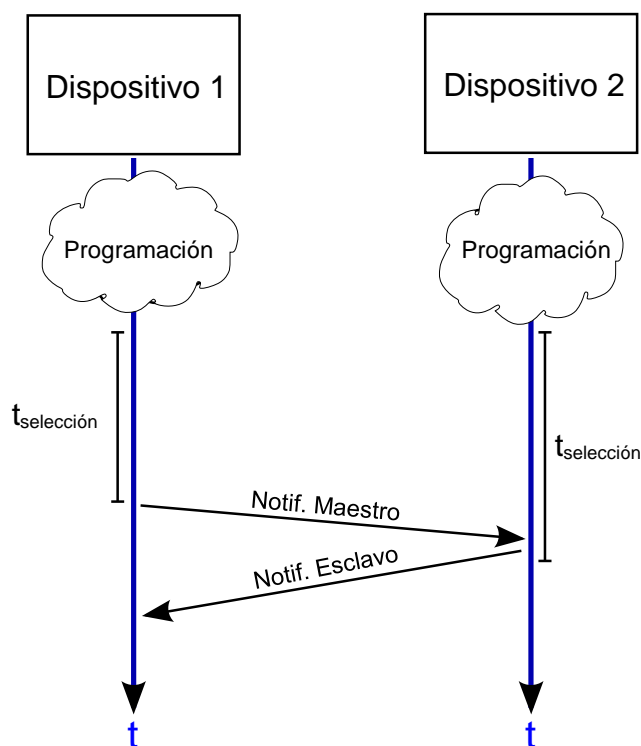 Dispositivo 1
Dispositivo 2
Programación
Programación
tselección
tselección
Notif. Maestro
Notif. Esclavo
t
t